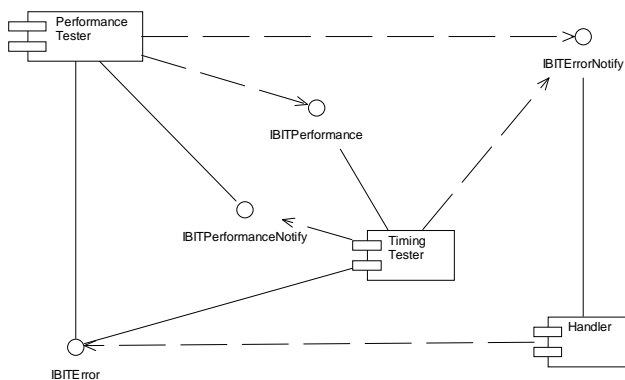 Performance
Tester
IBITErrorNotify
IBITPerformance
IBITPerformanceNotify
Timing
Tester
Handler
IBITError